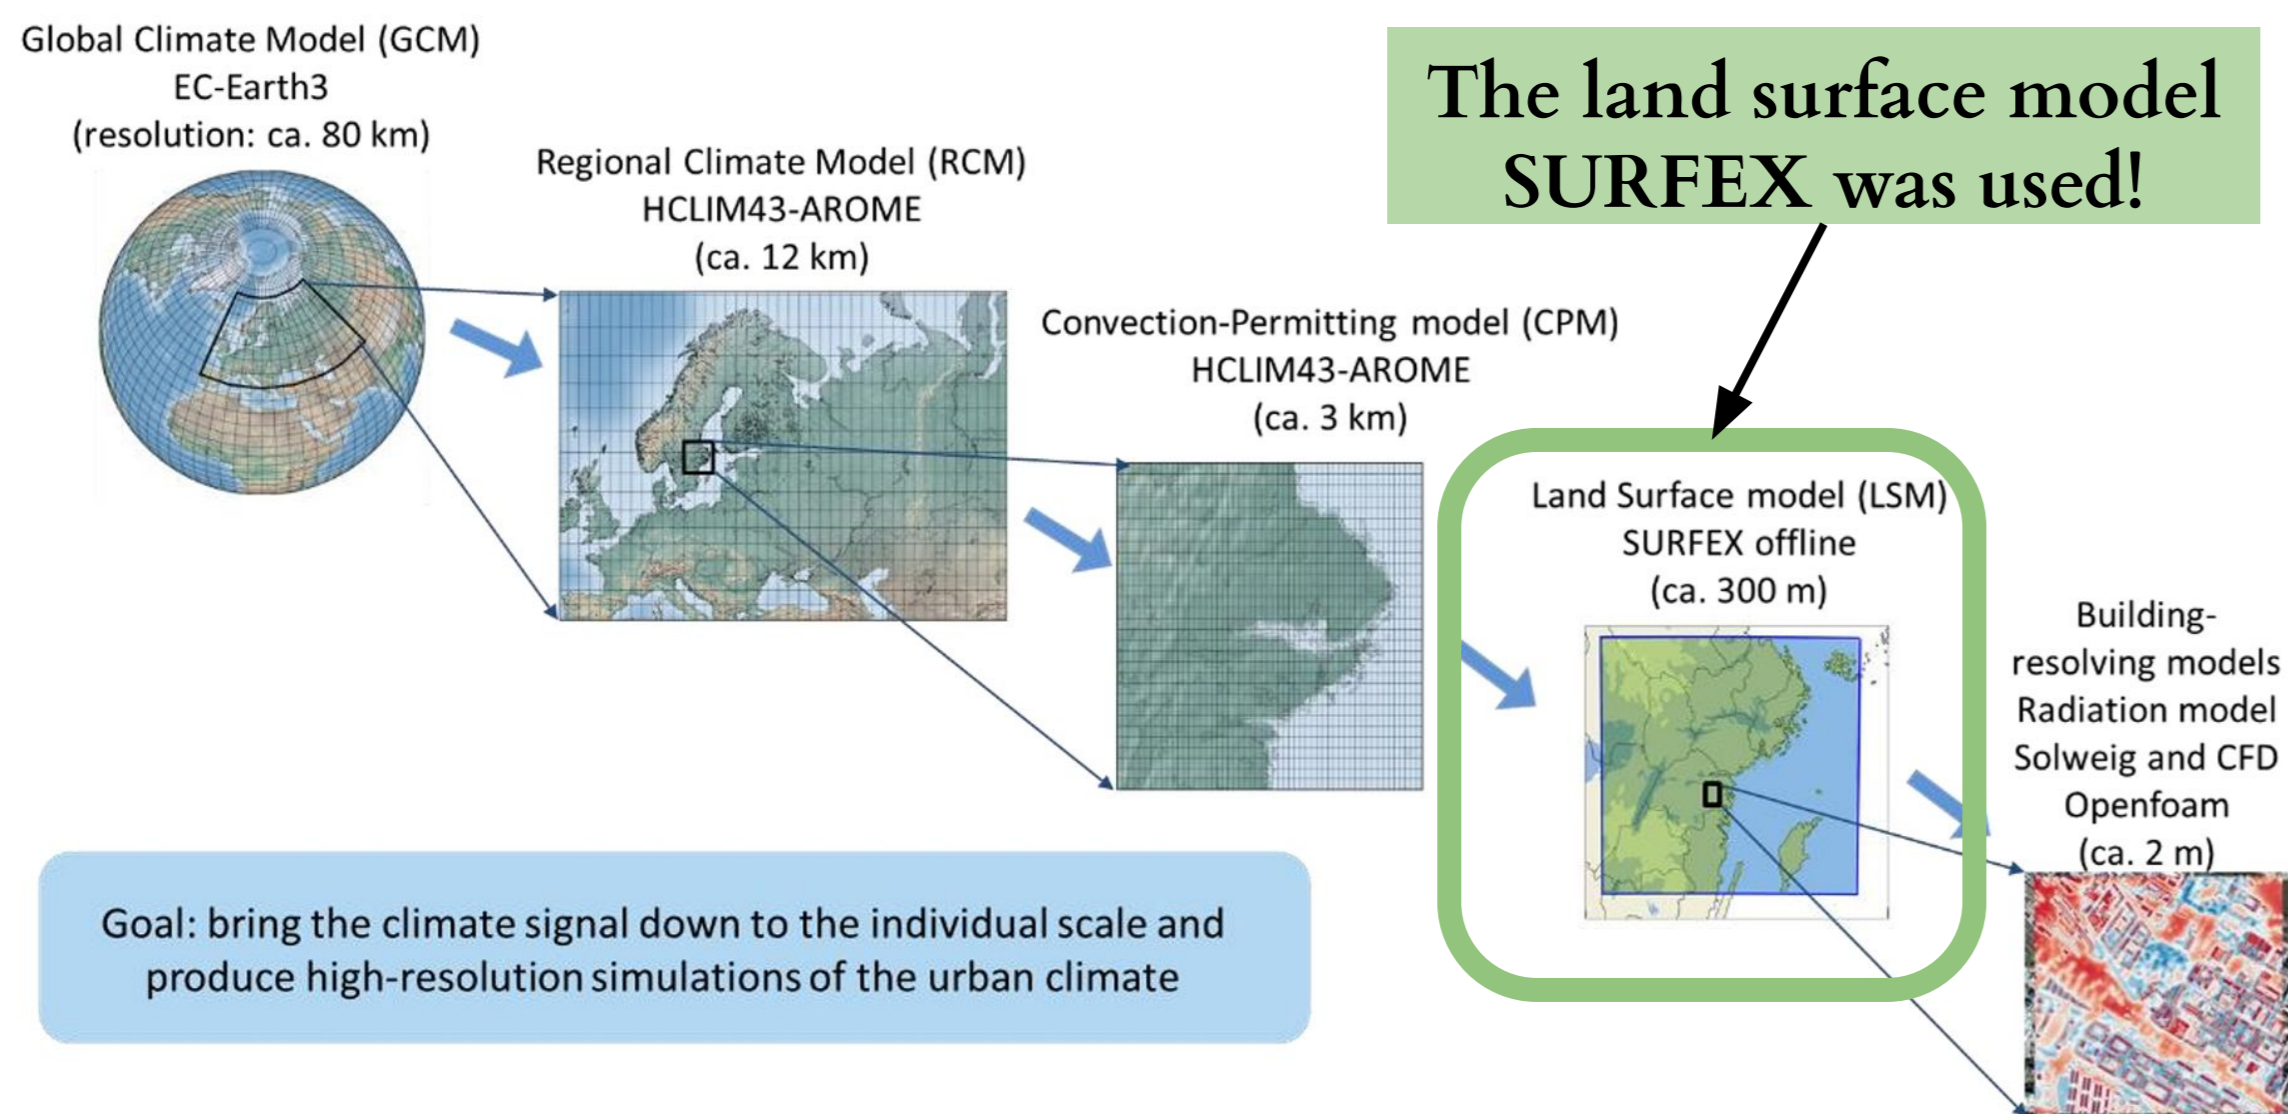 Global Climate Model (GCM)
EC-Earth3
(resolution: ca. 80 km)
Regional Climate Model (RCM)
HCLIM43-AROME
(ca. 12 km)
Convection-Permitting model (CPM)
HCLIM43-AROME
(ca. 3 km)
The land surface model
SURFEX was used!
Land Surface model (LSM)
SURFEX offline
(ca. 300 m)
Building-
resolving models
Radiation model
Solweig and CFD
Openfoam
(ca. 2 m)
Goal: bring the climate signal down to the individual scale and
produce high-resolution simulations of the urban climate